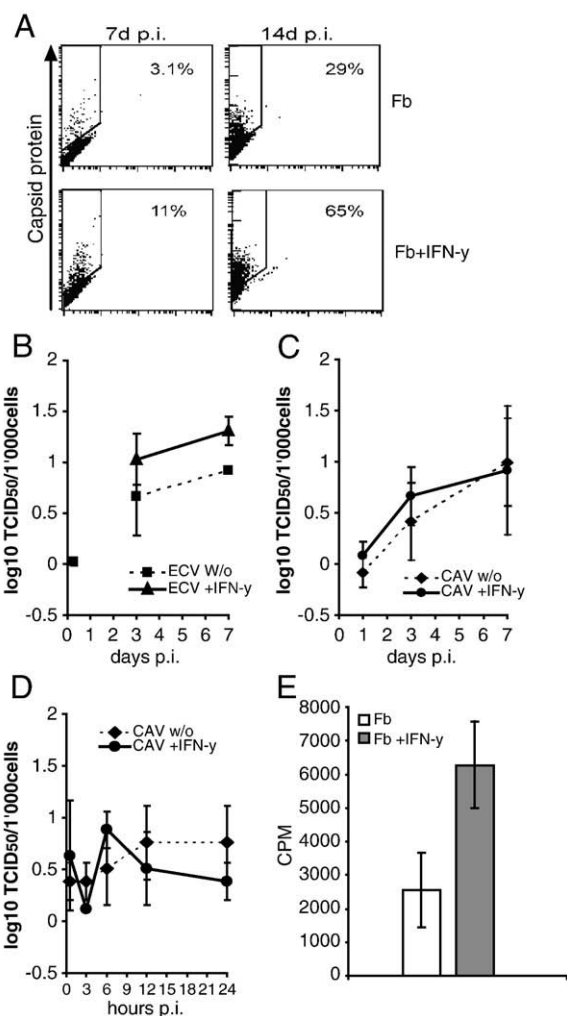 A
7d p.i. 14d p.i.
Capsid protein
3.1% 29% Fb
11% 65% Fb+IFN-y
B
log10 TCID50/1'000cells
2
1.5
1
0.5
0
-0.5
0 1 2 3 4 5 6 7
days p.i.
ECV W/o
ECV +IFN-y
C
log10 TCID50/1'000cells
2
1.5
1
0.5
0
-0.5
0 1 2 3 4 5 6 7
days p.i.
CAV w/o
CAV +IFN-y
D
log10 TCID50/1'000cells
2
1.5
1
0.5
0
-0.5
0 3 6 9 12 15 18 21 24
hours p.i.
CAV w/o
CAV +IFN-y
E
CPM
8000
7000
6000
5000
4000
3000
2000
1000
0
Fb
Fb +IFN-y